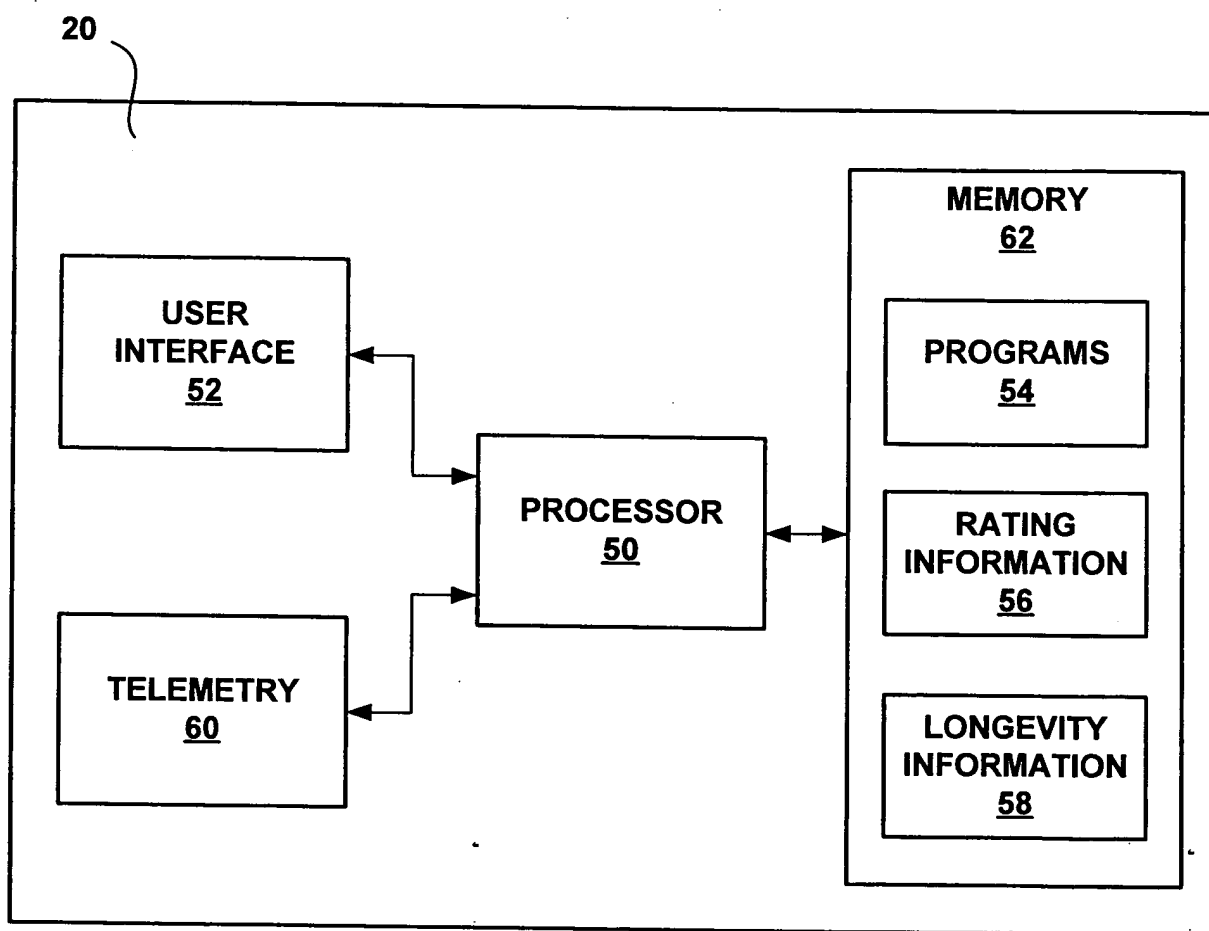 20
MEMORY
62
USER
INTERFACE
52
PROGRAMS
54
PROCESSOR
50
RATING
INFORMATION
56
TELEMETRY
60
LONGEVITY
INFORMATION
58